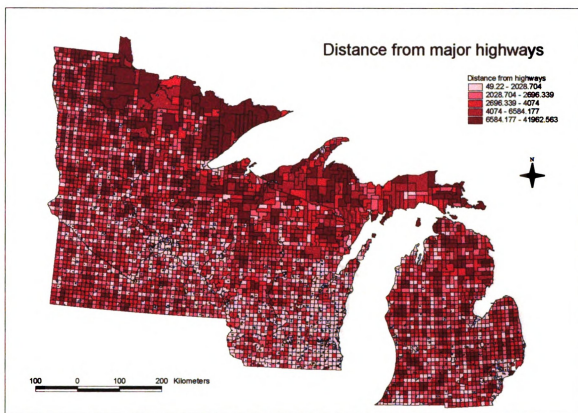 Distance from major highways
Distance from highways
49.22 - 2028.704
2028.704 - 2696.339
2696.339 - 4074
4074 - 6584.177
6584.177 - 41962.563
N
100 0 100 200 Kilometers